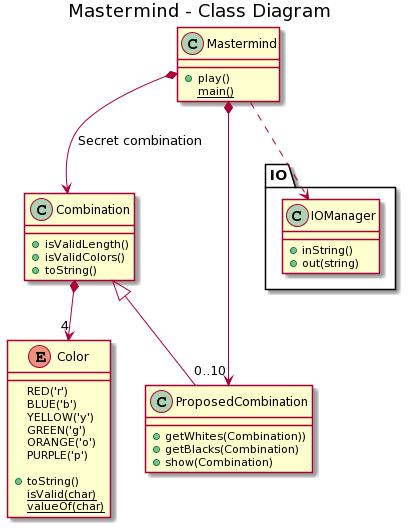 Mastermind - Class Diagram
C Mastermind
play()
main()
Secret combination
IO
C Combination
isValidLength()
isValidColors()
toString()
C IOManager
inString()
out(string)
4
0..10
E Color
RED('r')
BLUE('b')
YELLOW('y')
GREEN('g')
ORANGE('o')
PURPLE('p')
toString()
isValid(char)
valueOf(char)
C ProposedCombination
getWhites(Combination))
getBlacks(Combination)
show(Combination)